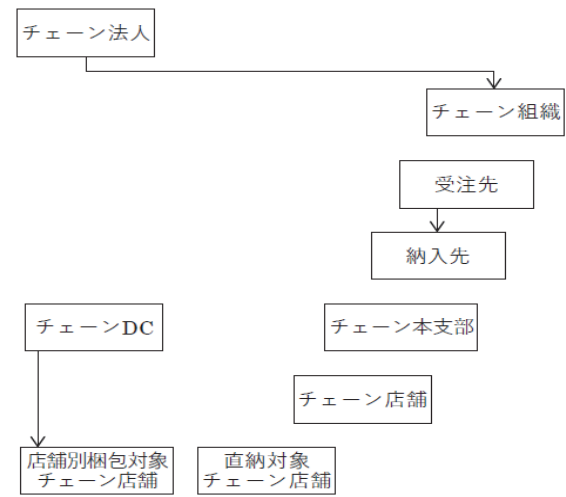 チェーン法人
チェーン組織
受注先
納入先
チェーンDC
チェーン本支部
チェーン店舗
店舗別梱包対象
チェーン店舗
直納対象
チェーン店舗